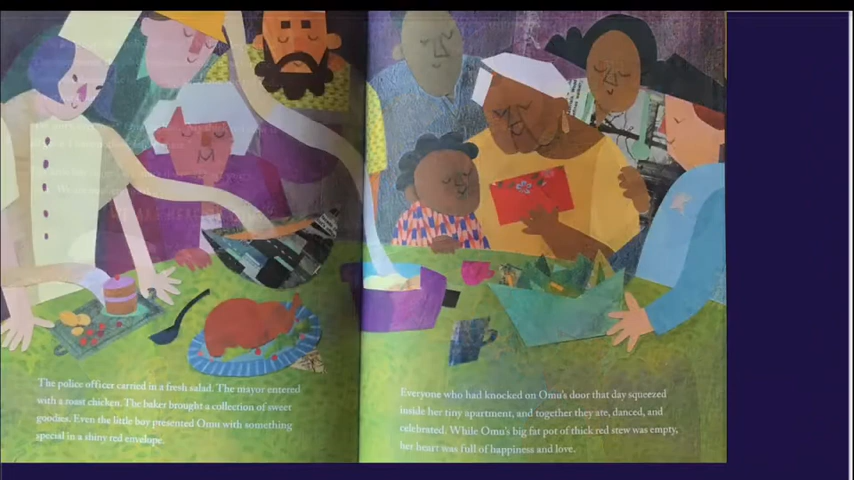 The police officer carried in a fresh salad. The mayor entered
with a roast chicken. The baker brought a collection of sweet
goodies. Even the little boy presented Omu with something
special in a shiny red envelope.
Everyone who had knocked on Omu's door that day squeezed
inside her tiny apartment, and together they ate, danced, and
celebrated. While Omu's big fat pot of thick red stew was empty,
her heart was full of happiness and love.